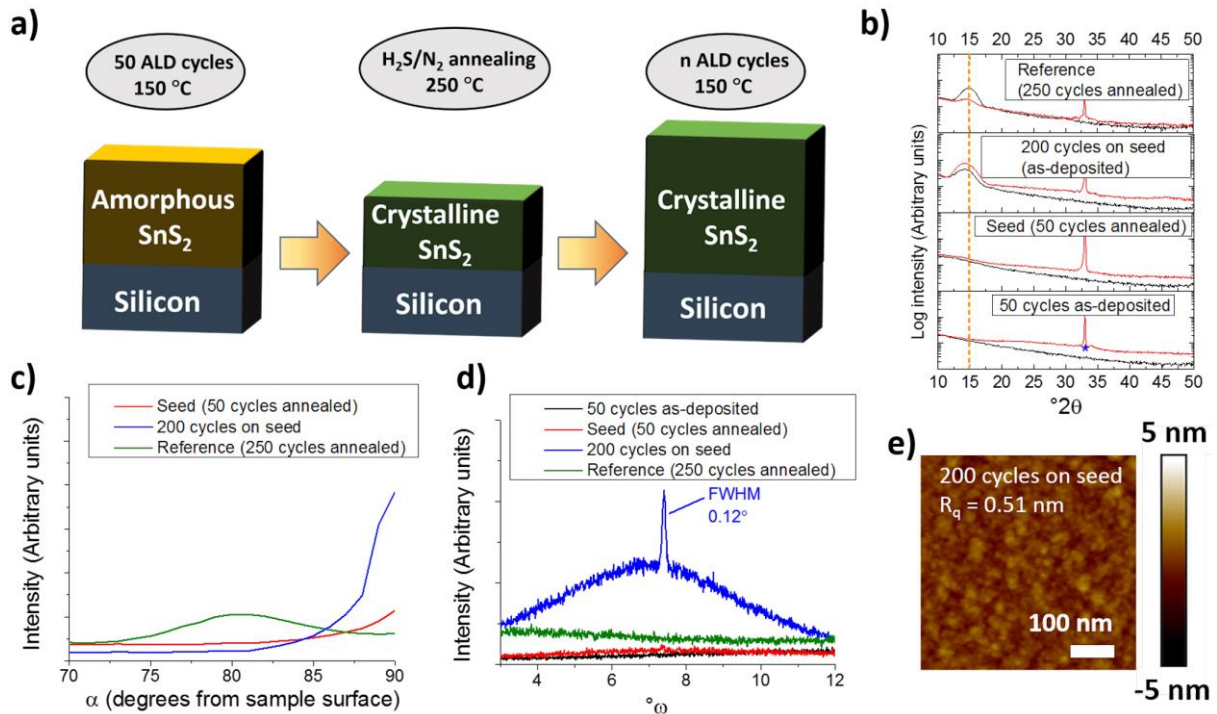 a)
50 ALD cycles
150 °C
H₂S/N₂ annealing
250 °C
n ALD cycles
150 °C
Amorphous
SnS₂
Silicon
Crystalline
SnS₂
Silicon
Crystalline
SnS₂
Silicon
b)
10 15 20 25 30 35 40 45 50
Reference
(250 cycles annealed)
200 cycles on seed
(as-deposited)
Seed (50 cycles annealed)
50 cycles as-deposited
Log intensity (Arbitrary units)
10 15 20 25 30 35 40 45 50
°2θ
c)
Seed (50 cycles annealed)
200 cycles on seed
Reference (250 cycles annealed)
Intensity (Arbitrary units)
70 75 80 85 90
α (degrees from sample surface)
d)
50 cycles as-deposited
Seed (50 cycles annealed)
200 cycles on seed
Reference (250 cycles annealed)
FWHM
0.12°
Intensity (Arbitrary units)
4 6 8 10 12
°ω
e)
200 cycles on seed
R_q = 0.51 nm
100 nm
5 nm
-5 nm